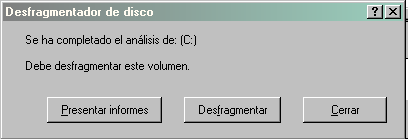 Desfragmentador de disco
Se ha completado el análisis de: (C:)
Debe desfragmentar este volumen.
Presentar informes
Desfragmentar
Cerrar